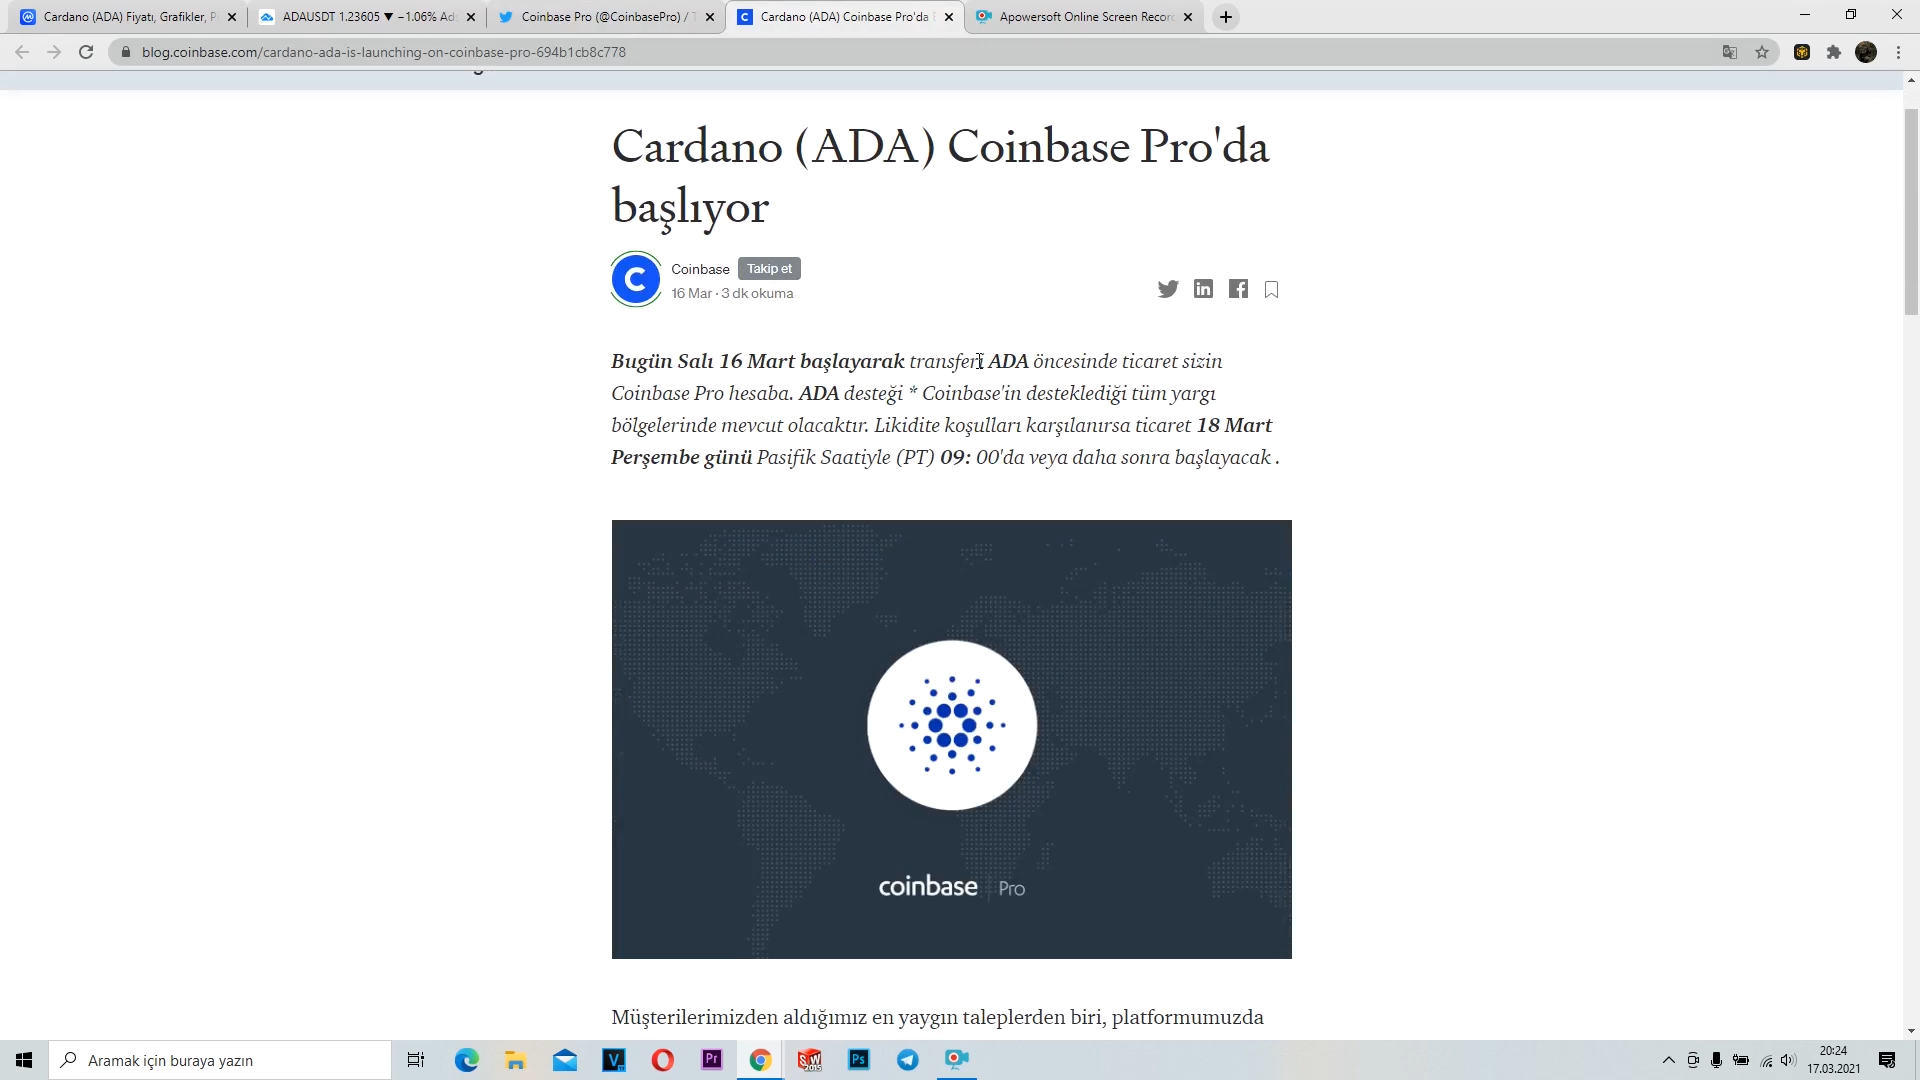 Cardano (ADA) Fiyatı, Grafikler, P
ADAUSDT 1.23605 ▼ −1.06% Ad
Coinbase Pro (@CoinbasePro) / T
Cardano (ADA) Coinbase Pro'da
Apowersoft Online Screen Recor
blog.coinbase.com/cardano-ada-is-launching-on-coinbase-pro-694b1cb8c778
Cardano (ADA) Coinbase Pro'da
başlıyor
Coinbase Takip et
16 Mar · 3 dk okuma
Bugün Salı 16 Mart başlayarak transferi ADA öncesinde ticaret sizin
Coinbase Pro hesaba. ADA desteği * Coinbase'in desteklediği tüm yargı
bölgelerinde mevcut olacaktır. Likidite koşulları karşılanırsa ticaret 18 Mart
Perşembe günü Pasifik Saatiyle (PT) 09: 00'da veya daha sonra başlayacak .
coinbase Pro
Müşterilerimizden aldığımız en yaygın taleplerden biri, platformumuzda
Aramak için buraya yazın
20:24
17.03.2021